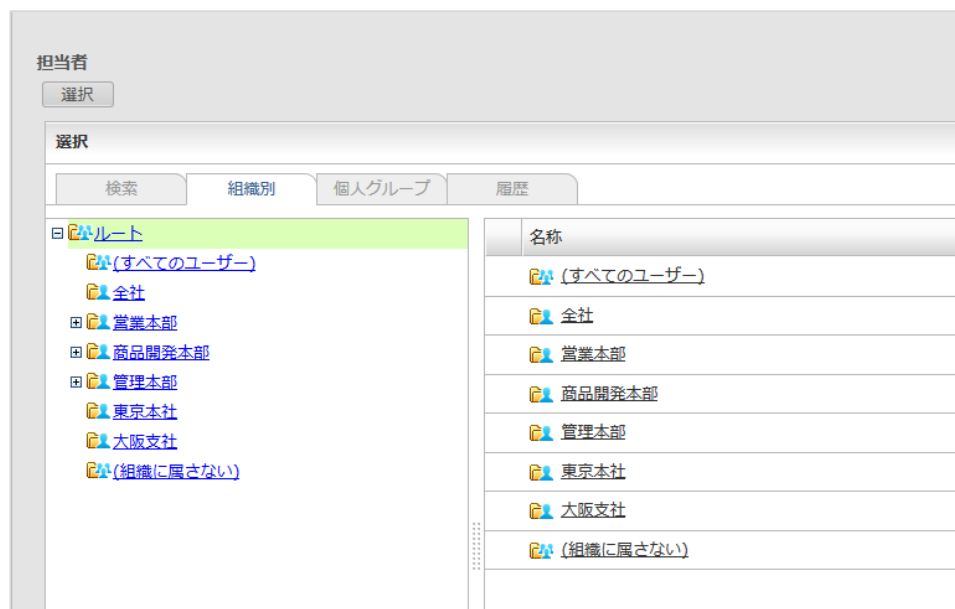 担当者
選択
選択
検索 組織別 個人グループ 履歴
ルート
(すべてのユーザー)
全社
営業本部
商品開発本部
管理本部
東京本社
大阪支社
(組織に属さない)
名称
(すべてのユーザー)
全社
営業本部
商品開発本部
管理本部
東京本社
大阪支社
(組織に属さない)